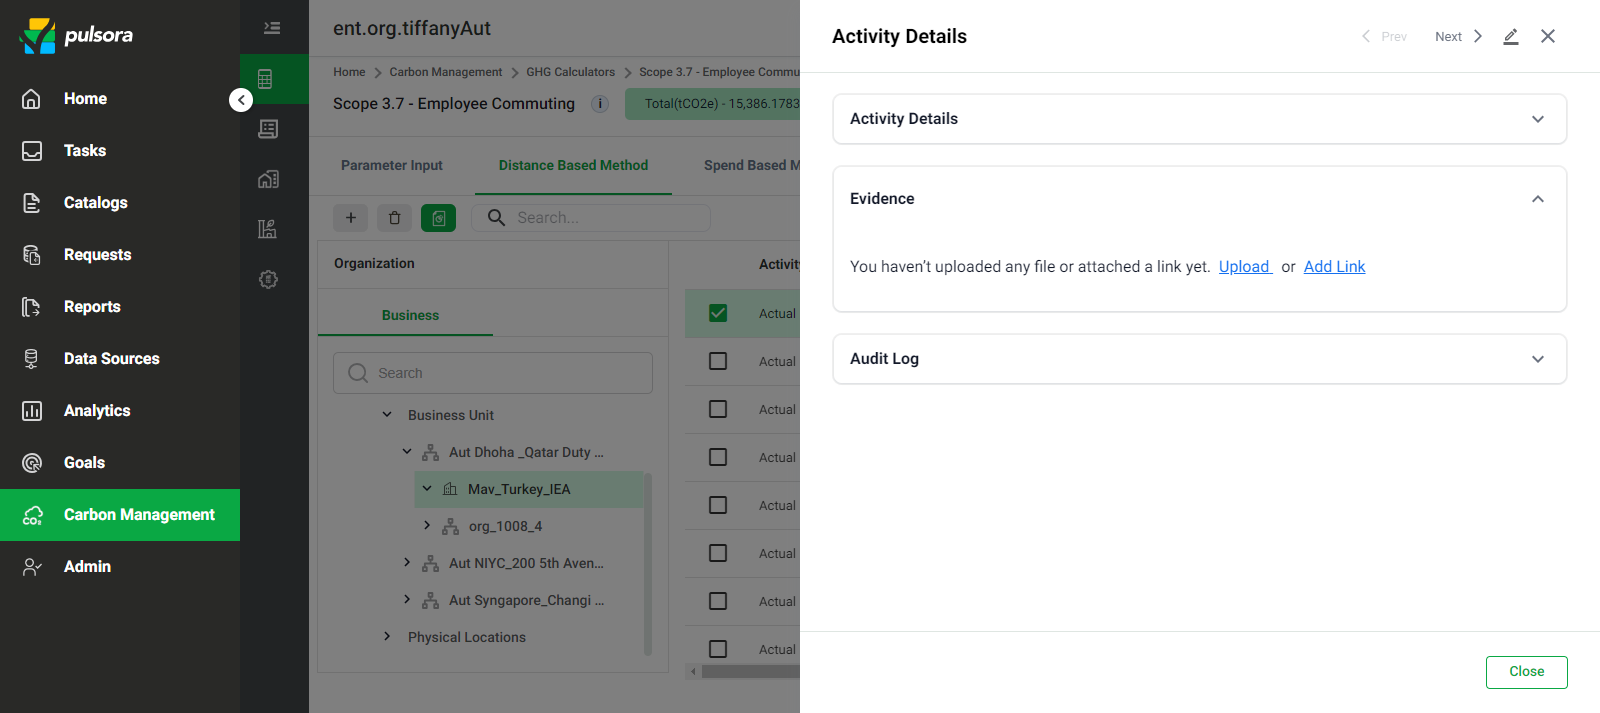 pulsora
Home
Tasks
Catalogs
Requests
Reports
Data Sources
Analytics
Goals
Carbon Management
Admin
ent.org.tiffanyAut
Home > Carbon Management > GHG Calculators > Scope 3.7 - Employee Commu
Scope 3.7 - Employee Commuting i Total(tCO2e) - 15,386.1783
Parameter Input Distance Based Method Spend Based M
Search...
Organization
Business
Search
Business Unit
Aut Dhoha _Qatar Duty ...
Mav_Turkey_IEA
org_1008_4
Aut NIYC_200 5th Aven...
Aut Syngapore_Changi ...
Physical Locations
Activity
Actual
Actual
Actual
Actual
Actual
Actual
Actual
Actual
Activity Details
Prev Next
Activity Details
Evidence
You haven’t uploaded any file or attached a link yet. Upload or Add Link
Audit Log
Close